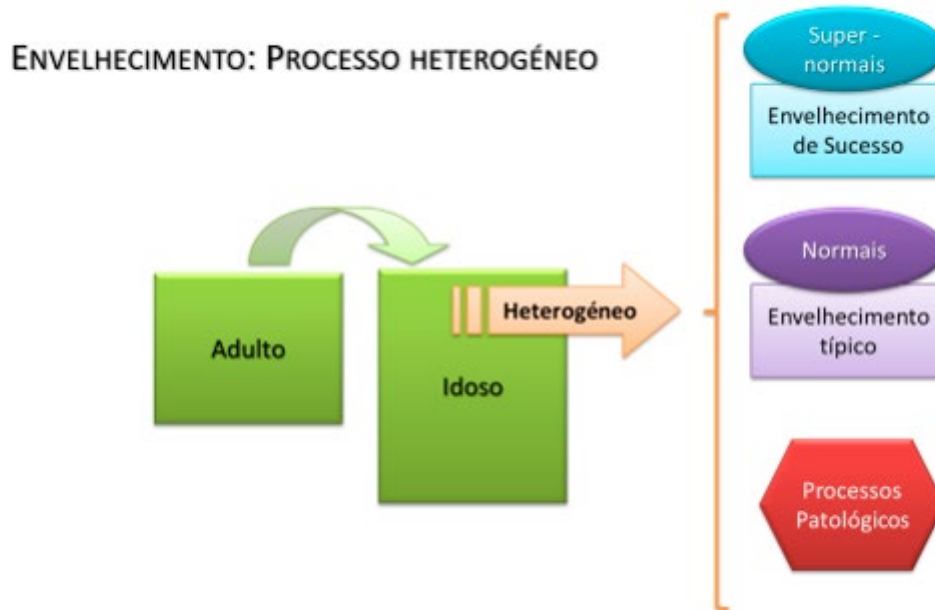 ENVELHECIMENTO: PROCESSO HETEROGÉNEO
Adulto
Idoso
Heterogéneo
Super -
normais
Envelhecimento
de Sucesso
Normais
Envelhecimento
típico
Processos
Patológicos